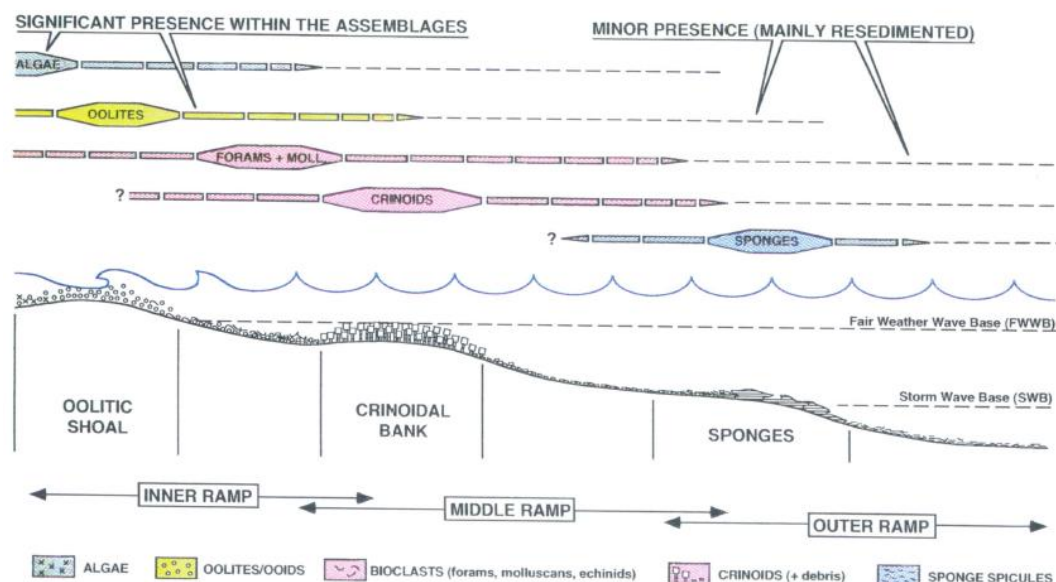 SIGNIFICANT PRESENCE WITHIN THE ASSEMBLAGES
MINOR PRESENCE (MAINLY RESEDIMENTED)
ALGAE
OOLITES
FORAMS + MOLL.
? CRINOIDS
? SPONGES
Fair Weather Wave Base (FWWB)
Storm Wave Base (SWB)
OOLITIC
SHOAL
CRINOIDAL
BANK
SPONGES
INNER RAMP
MIDDLE RAMP
OUTER RAMP
ALGAE
OOLITES/OOIDS
BIOCLASTS (forams, molluscans, echinids)
CRINOIDS (+ debris)
SPONGE SPICULES